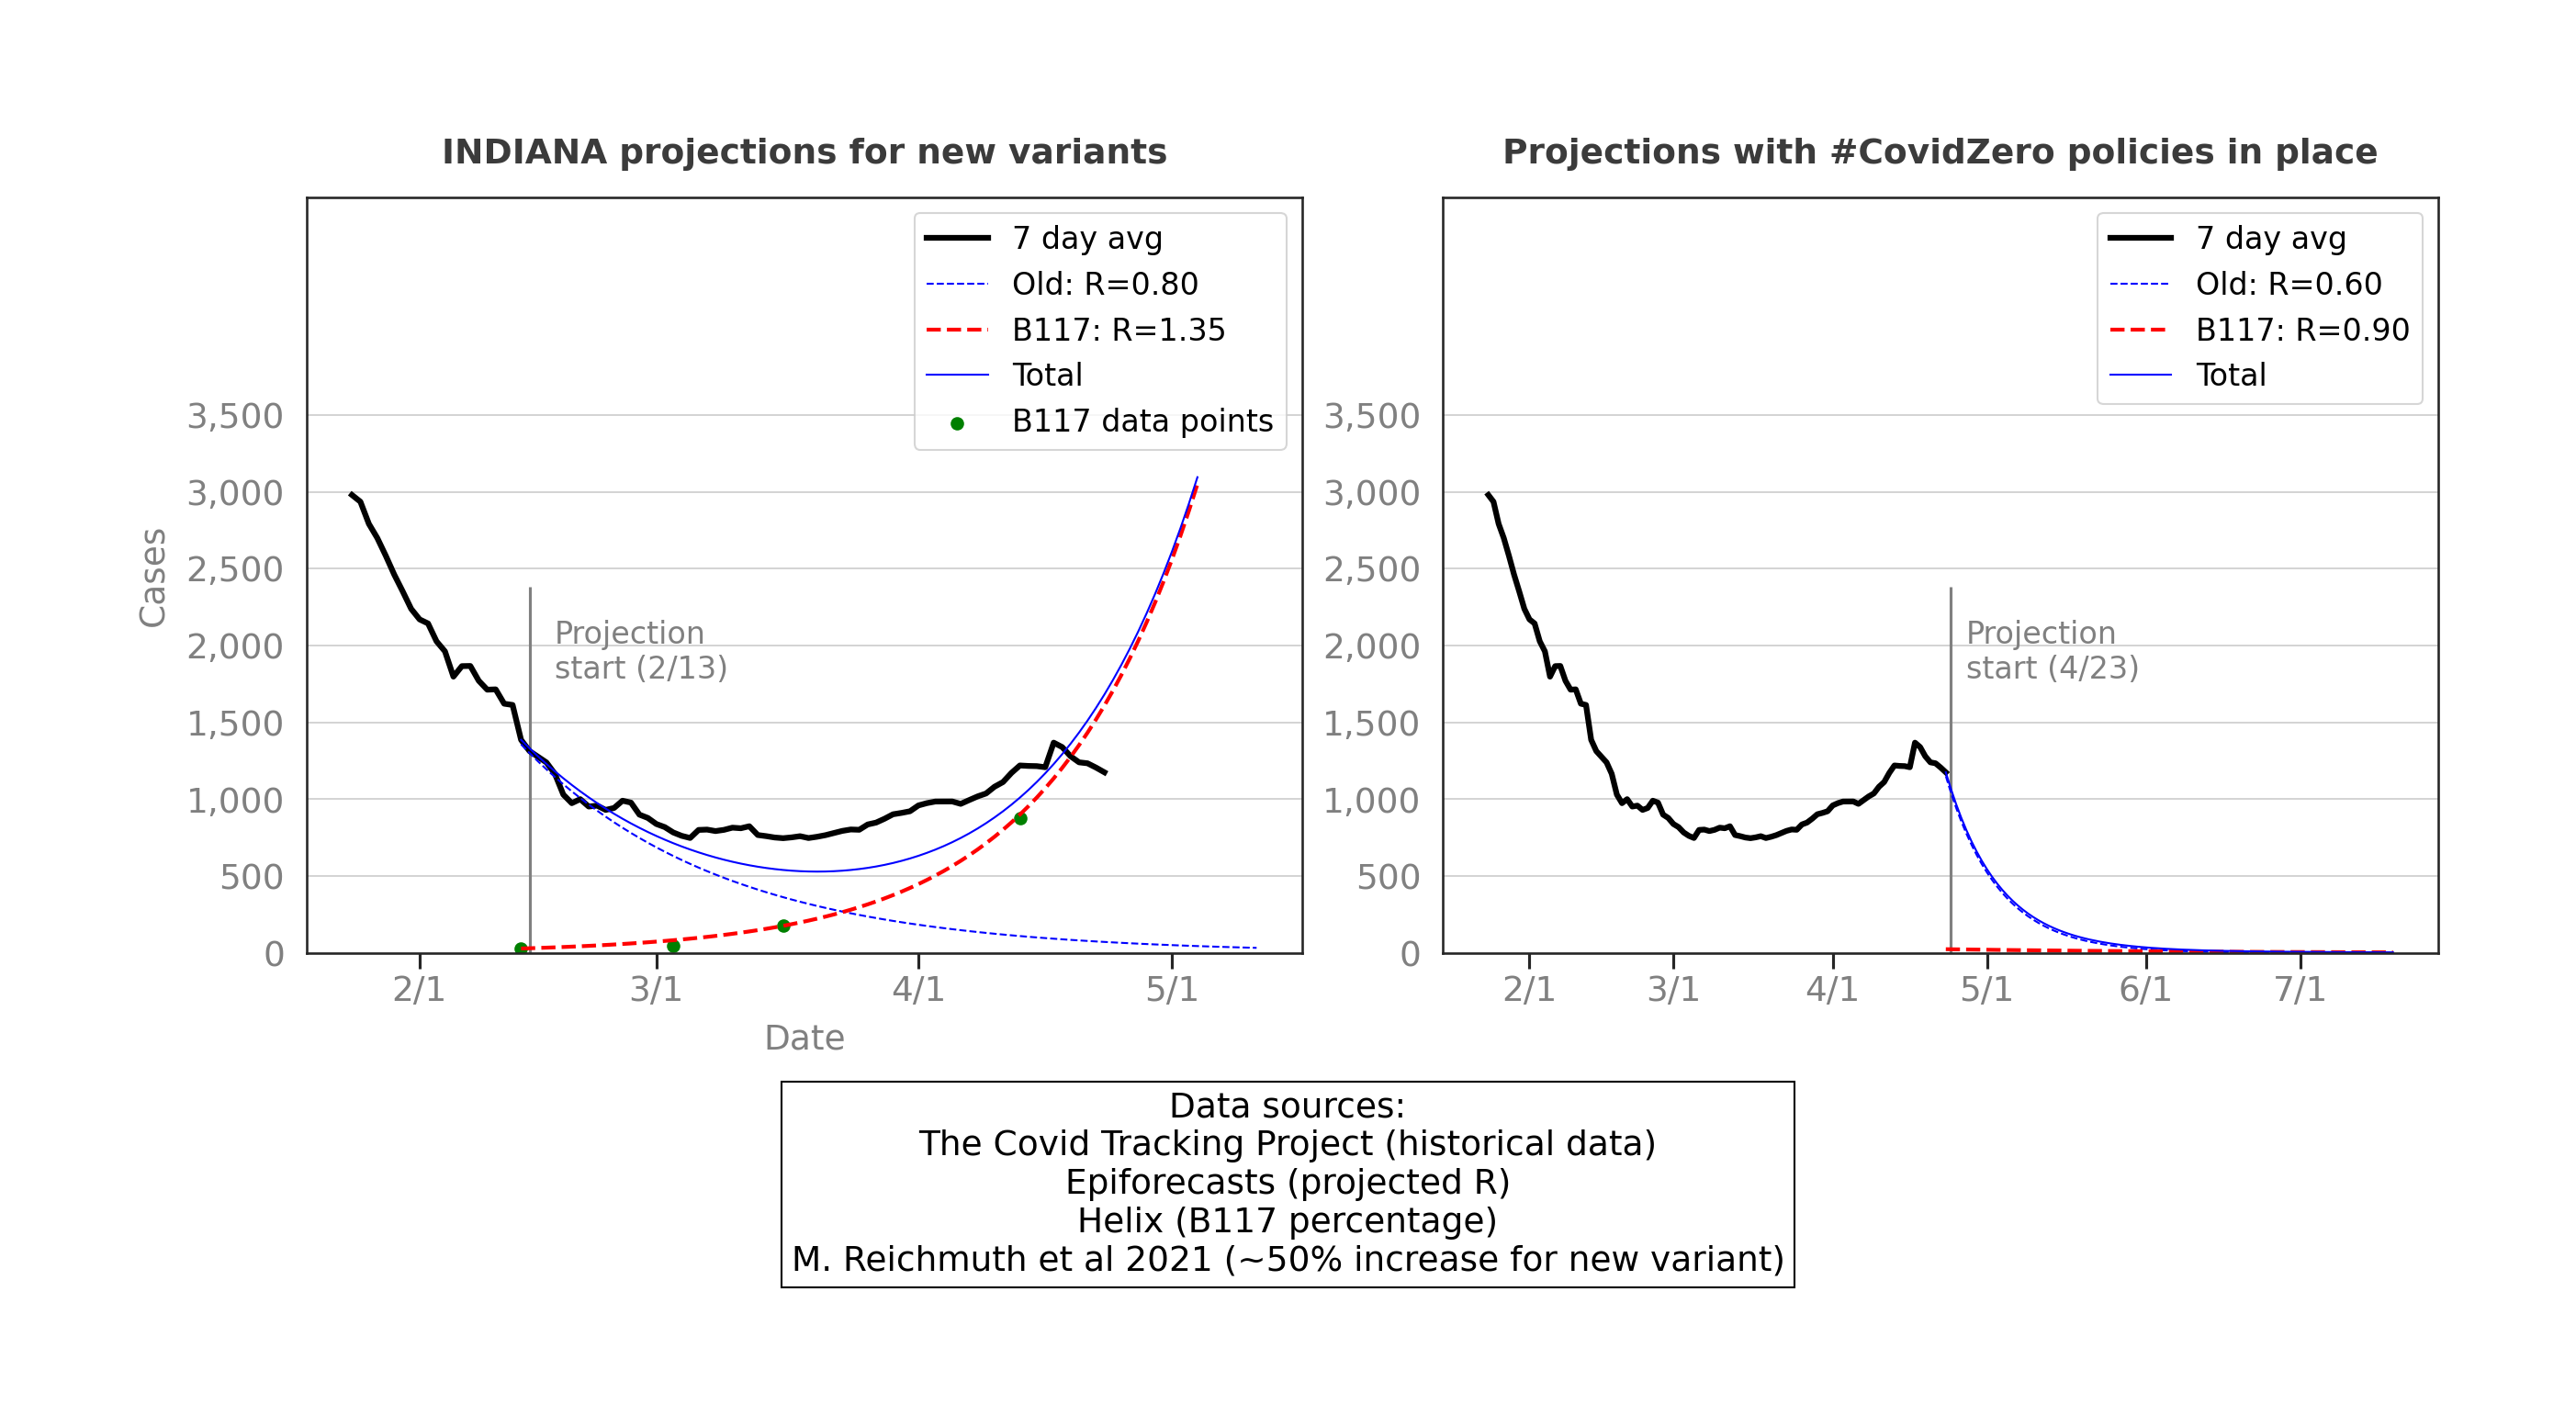 INDIANA projections for new variants
7 day avg
Old: R=0.80
B117: R=1.35
Total
B117 data points
3,500
3,000
2,500
2,000
1,500
1,000
500
0
Cases
Projection
start (2/13)
2/1
3/1
4/1
5/1
Date
Projections with #CovidZero policies in place
7 day avg
Old: R=0.60
B117: R=0.90
Total
3,500
3,000
2,500
2,000
1,500
1,000
500
0
Projection
start (4/23)
2/1
3/1
4/1
5/1
6/1
7/1
Data sources:
The Covid Tracking Project (historical data)
Epiforecasts (projected R)
Helix (B117 percentage)
M. Reichmuth et al 2021 (~50% increase for new variant)